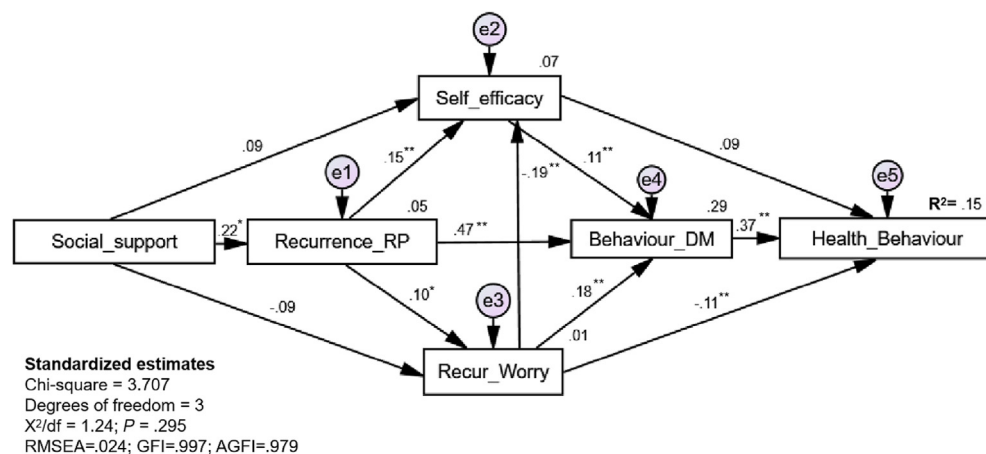 e2
.07
Self_efficacy
.09
.15**
-.19**
.11**
.09
e1
e4
e5
.05
.29
R²= .15
Social_support
.22*
Recurrence_RP
.47**
Behaviour_DM
.37**
Health_Behaviour
-.09
.10*
e3
.18**
-.11**
.01
Recur_Worry
Standardized estimates
Chi-square = 3.707
Degrees of freedom = 3
X²/df = 1.24; P = .295
RMSEA=.024; GFI=.997; AGFI=.979